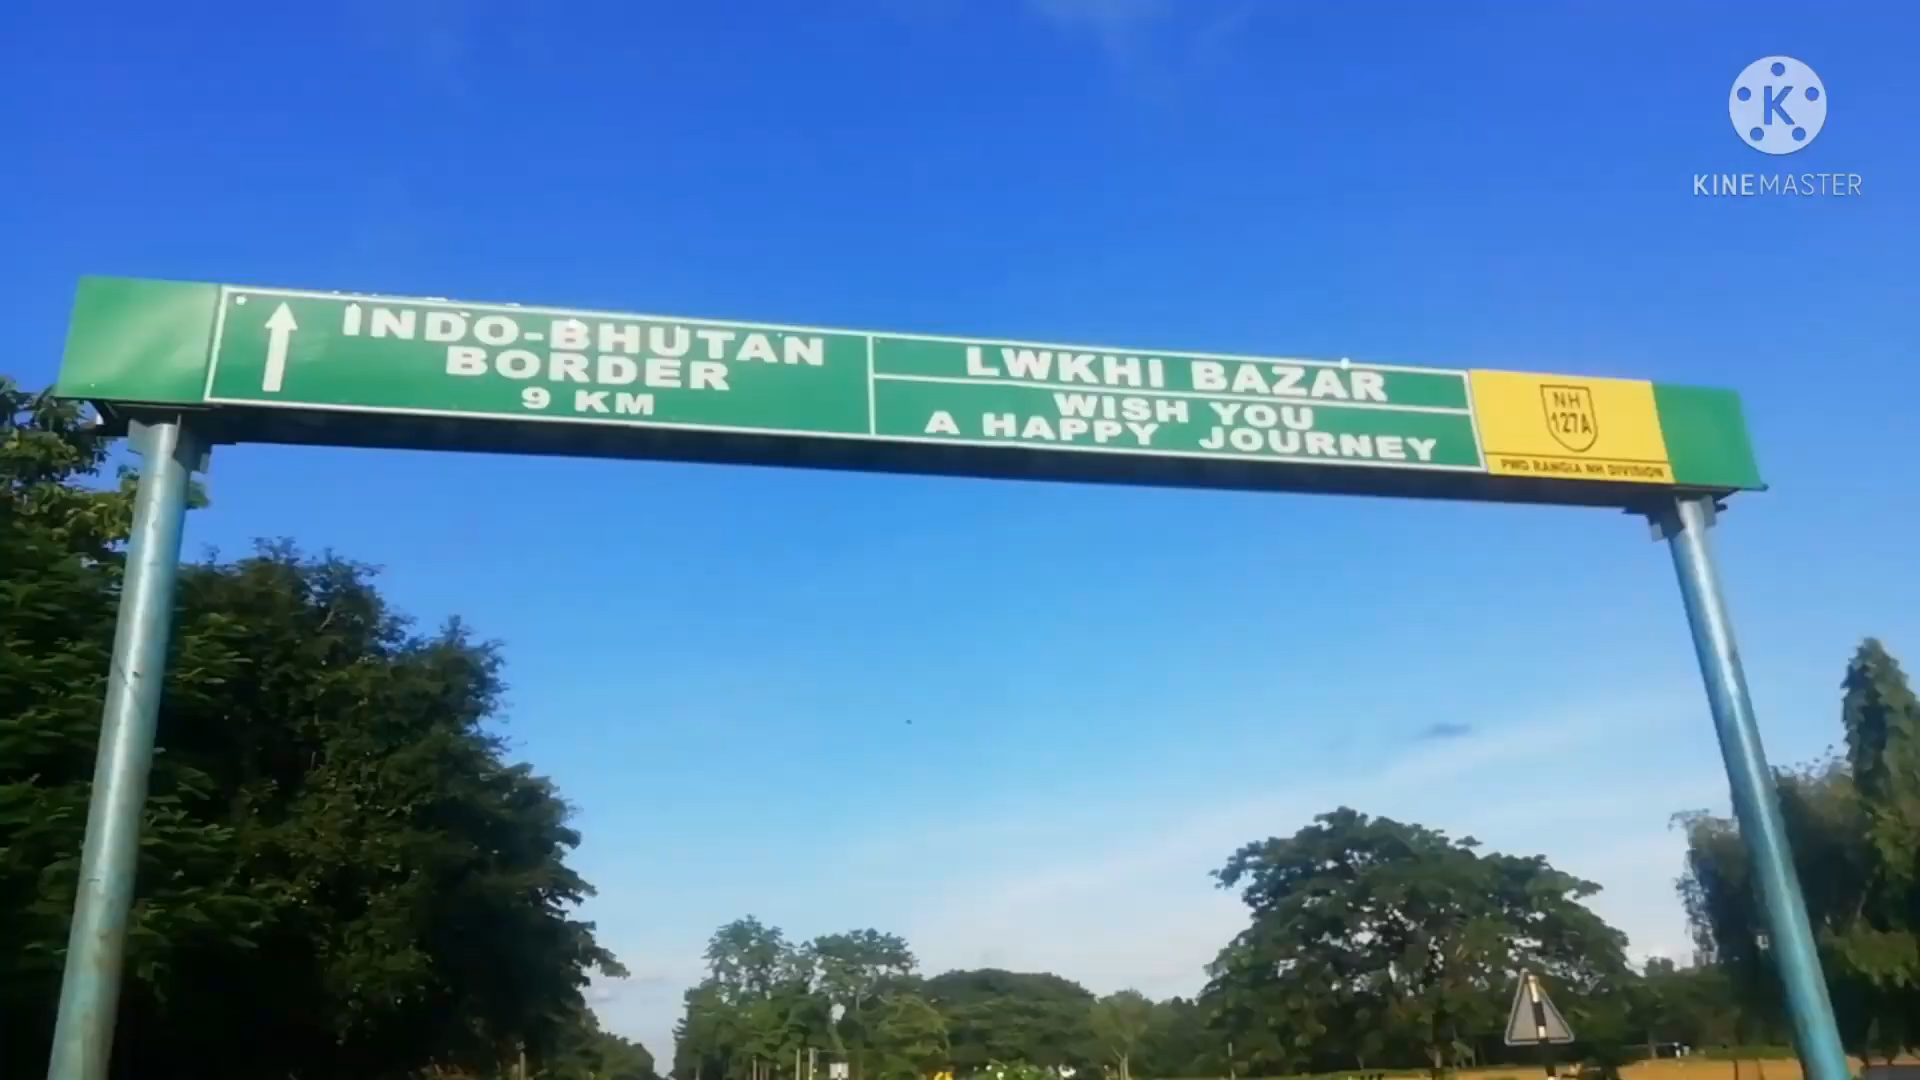 INDO-BHUTAN
BORDER
9 KM
LWKHI BAZAR
WISH YOU
A HAPPY JOURNEY
NH
127A
PWD RANGIA NH DIVISION
K
KINEMASTER